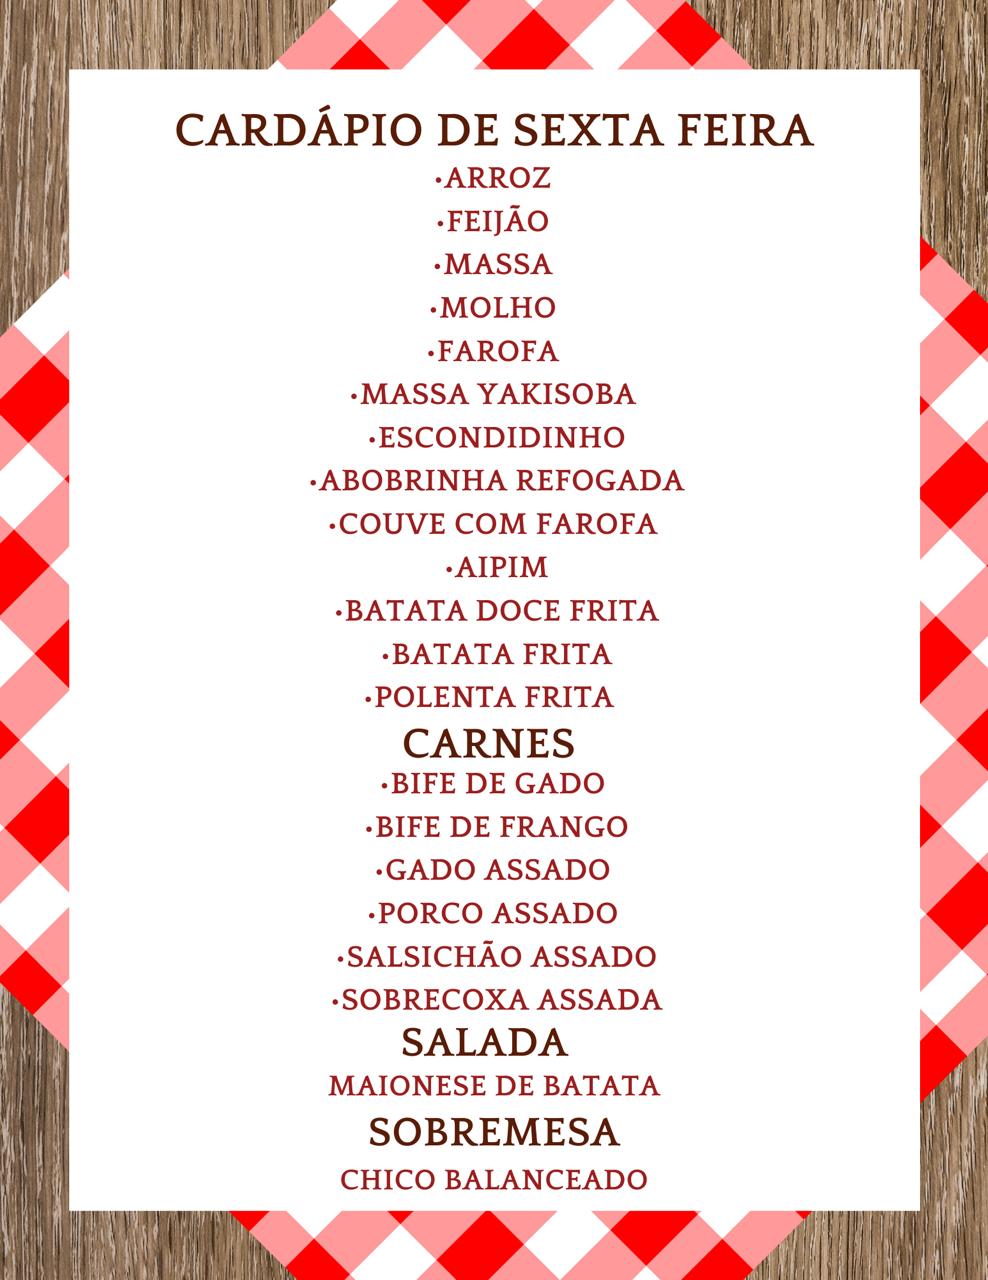 CARDÁPIO DE SEXTA FEIRA
•ARROZ
•FEIJÃO
•MASSA
•MOLHO
•FAROFA
•MASSA YAKISOBA
•ESCONDIDINHO
•ABOBRINHA REFOGADA
•COUVE COM FAROFA
•AIPIM
•BATATA DOCE FRITA
•BATATA FRITA
•POLENTA FRITA
CARNES
•BIFE DE GADO
•BIFE DE FRANGO
•GADO ASSADO
•PORCO ASSADO
•SALSICHÃO ASSADO
•SOBRECOXA ASSADA
SALADA
MAIONESE DE BATATA
SOBREMESA
CHICO BALANCEADO